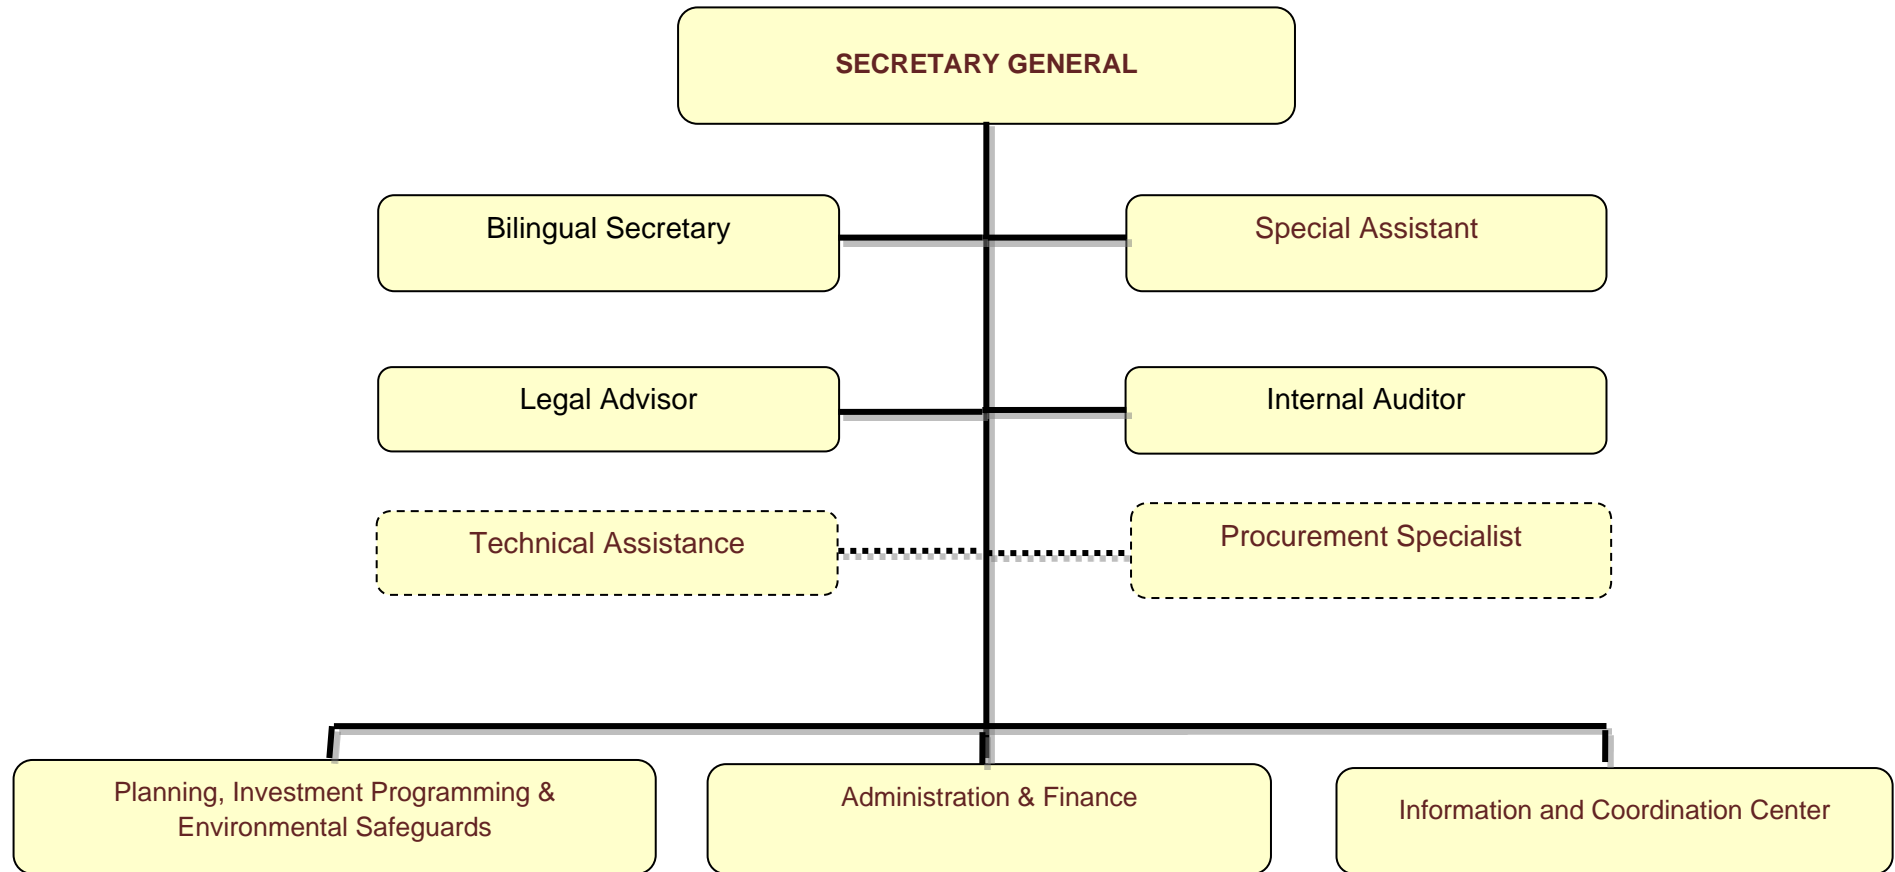 SECRETARY GENERAL
Bilingual Secretary
Special Assistant
Legal Advisor
Internal Auditor
Technical Assistance
Procurement Specialist
Planning, Investment Programming &
Environmental Safeguards
Administration & Finance
Information and Coordination Center